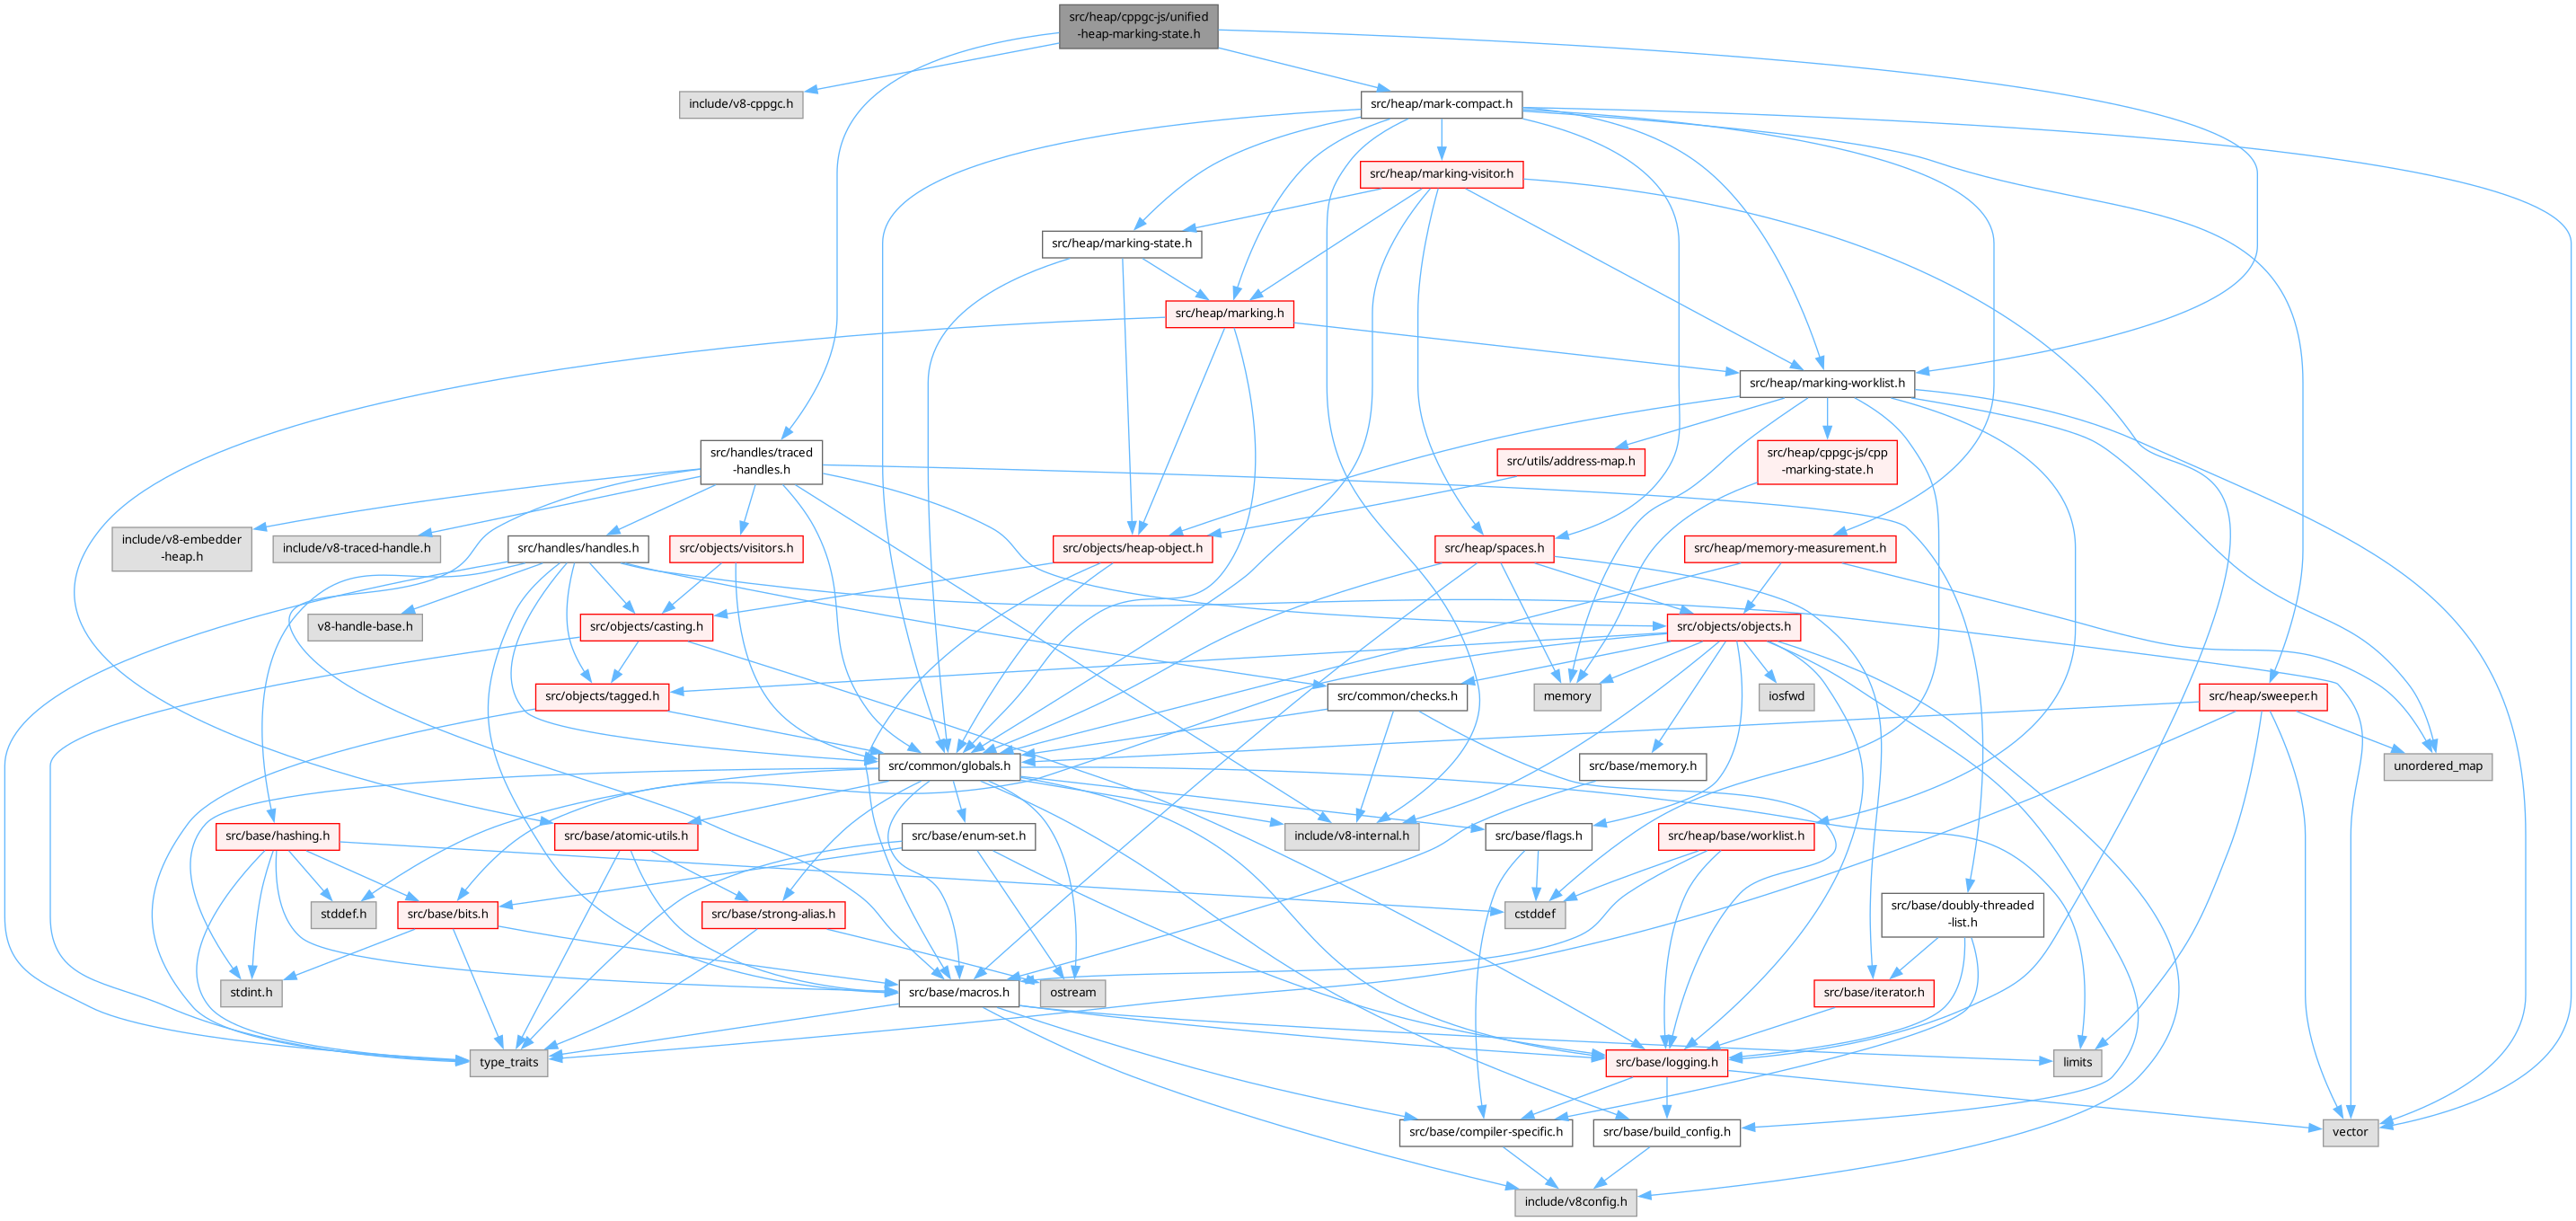 src/heap/cppgc-js/unified
-heap-marking-state.h
include/v8-cppgc.h
src/heap/mark-compact.h
src/heap/marking-visitor.h
src/heap/marking-state.h
src/heap/marking.h
src/heap/marking-worklist.h
src/handles/traced
-handles.h
src/utils/address-map.h
src/heap/cppgc-js/cpp
-marking-state.h
include/v8-embedder
-heap.h
include/v8-traced-handle.h
src/handles/handles.h
src/objects/visitors.h
src/objects/heap-object.h
src/heap/spaces.h
src/heap/memory-measurement.h
v8-handle-base.h
src/objects/casting.h
src/objects/objects.h
src/objects/tagged.h
src/common/checks.h
memory
iosfwd
src/heap/sweeper.h
src/common/globals.h
src/base/memory.h
unordered_map
src/base/hashing.h
src/base/atomic-utils.h
src/base/enum-set.h
include/v8-internal.h
src/base/flags.h
src/heap/base/worklist.h
stddef.h
src/base/bits.h
src/base/strong-alias.h
cstddef
src/base/doubly-threaded
-list.h
stdint.h
src/base/macros.h
ostream
src/base/iterator.h
type_traits
src/base/logging.h
limits
src/base/compiler-specific.h
src/base/build_config.h
vector
include/v8config.h